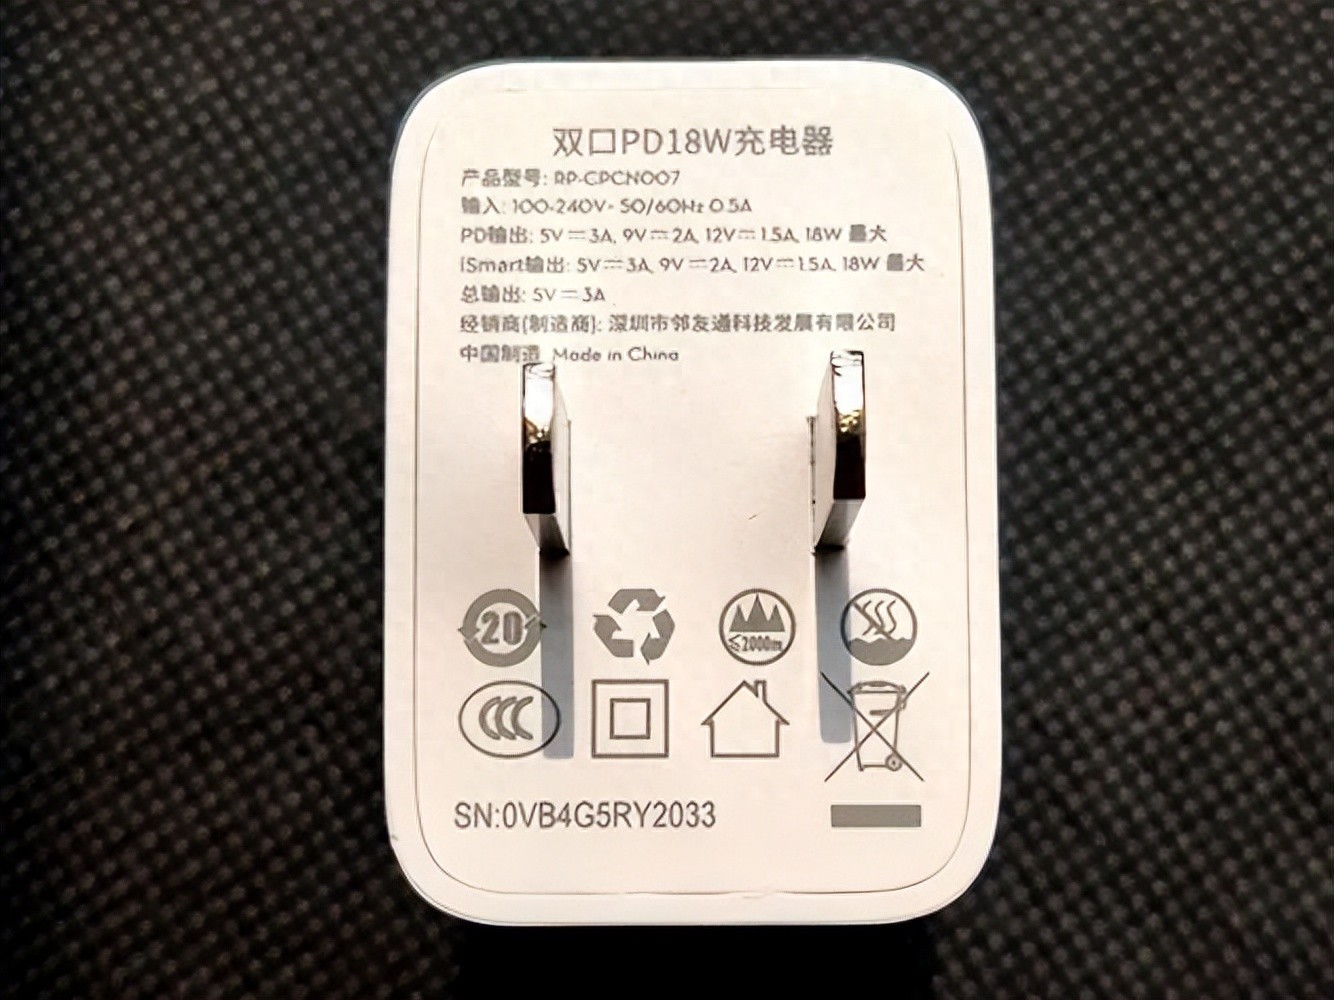 双口PD18W充电器
产品型号: RP-CPCN007
输入: 100-240V~ 50/60Hz 0.5A
PD输出: 5V⎓3A, 9V⎓2A, 12V⎓1.5A, 18W 最大
iSmart输出: 5V⎓3A, 9V⎓2A, 12V⎓1.5A, 18W 最大
总输出: 5V⎓3A
经销商(制造商): 深圳市邻友通科技发展有限公司
中国制造 Made in China
20
≤2000m
CCC
SN:0VB4G5RY2033